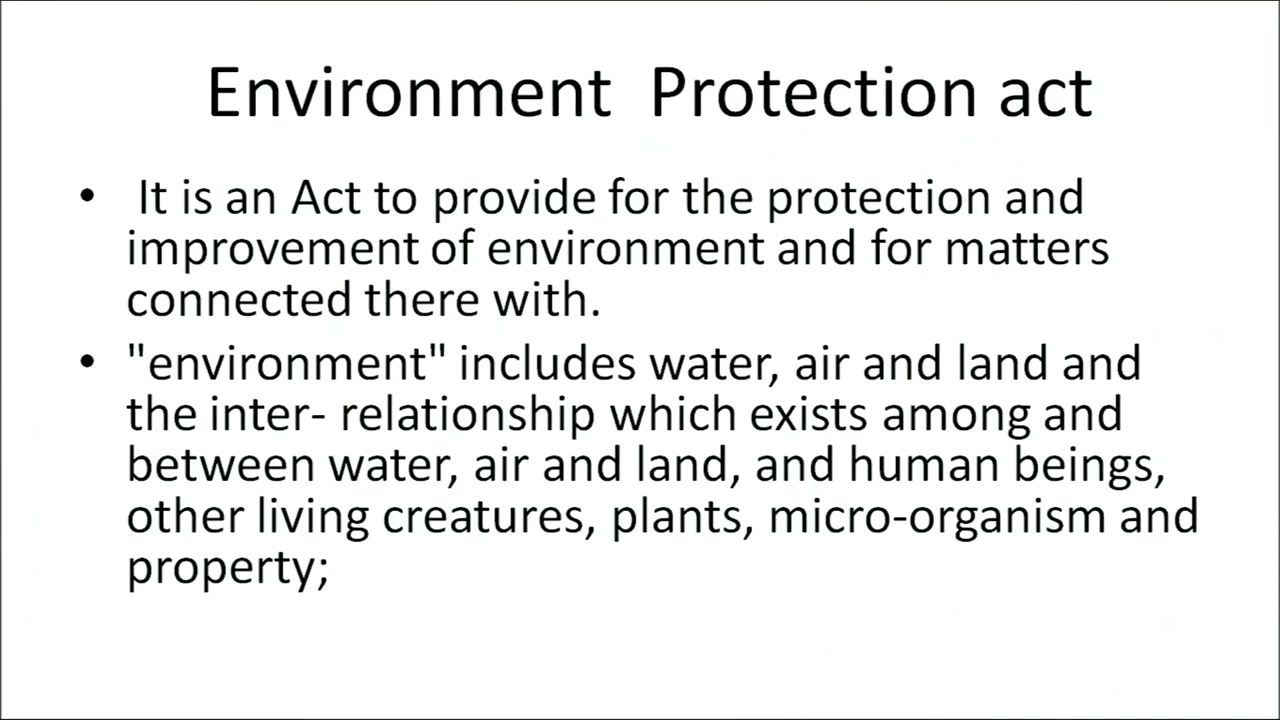 Environment  Protection act
•  It is an Act to provide for the protection and
improvement of environment and for matters
connected there with.
• "environment" includes water, air and land and
the inter- relationship which exists among and
between water, air and land, and human beings,
other living creatures, plants, micro-organism and
property;